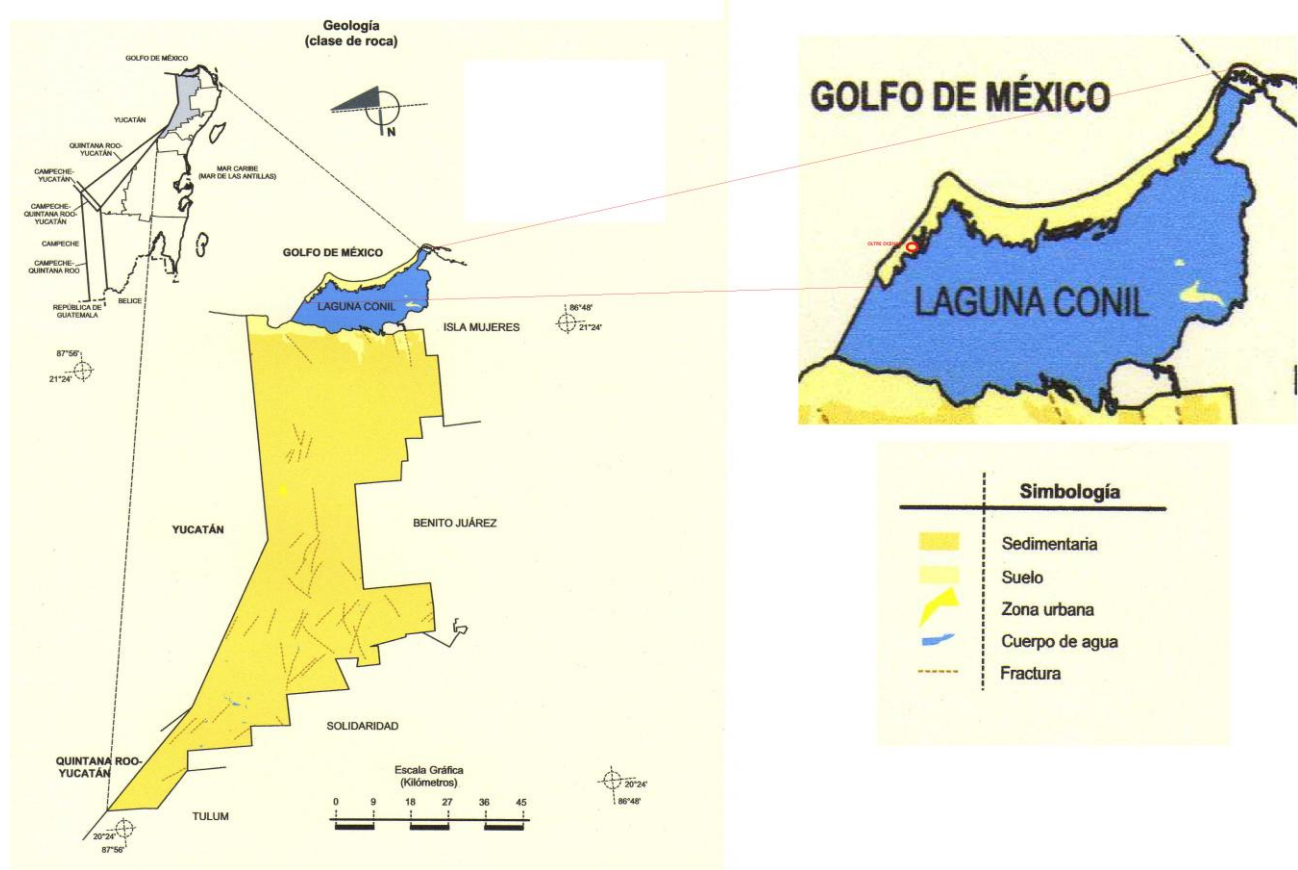 Geología
(clase de roca)
GOLFO DE MÉXICO
YUCATÁN
QUINTANA ROO-
YUCATÁN
CAMPECHE-
YUCATÁN
CAMPECHE-
QUINTANA ROO-
YUCATÁN
CAMPECHE
CAMPECHE-
QUINTANA ROO
REPÚBLICA DE
GUATEMALA
BELICE
MAR CARIBE
(MAR DE LAS ANTILLAS)
N
GOLFO DE MÉXICO
LAGUNA CONIL
ISLA MUJERES
86°48'
21°24'
87°56'
21°24'
YUCATÁN
BENITO JUÁREZ
SOLIDARIDAD
QUINTANA ROO-
YUCATÁN
TULUM
20°24'
87°56'
Escala Gráfica
(Kilómetros)
0 9 18 27 36 45
20°24'
86°48'
GOLFO DE MÉXICO
LAGUNA CONIL
Simbología
Sedimentaria
Suelo
Zona urbana
Cuerpo de agua
Fractura